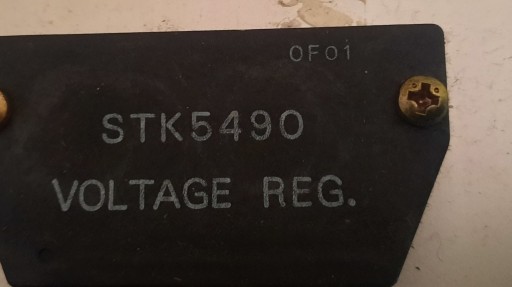 0F01
STK5490
VOLTAGE REG.